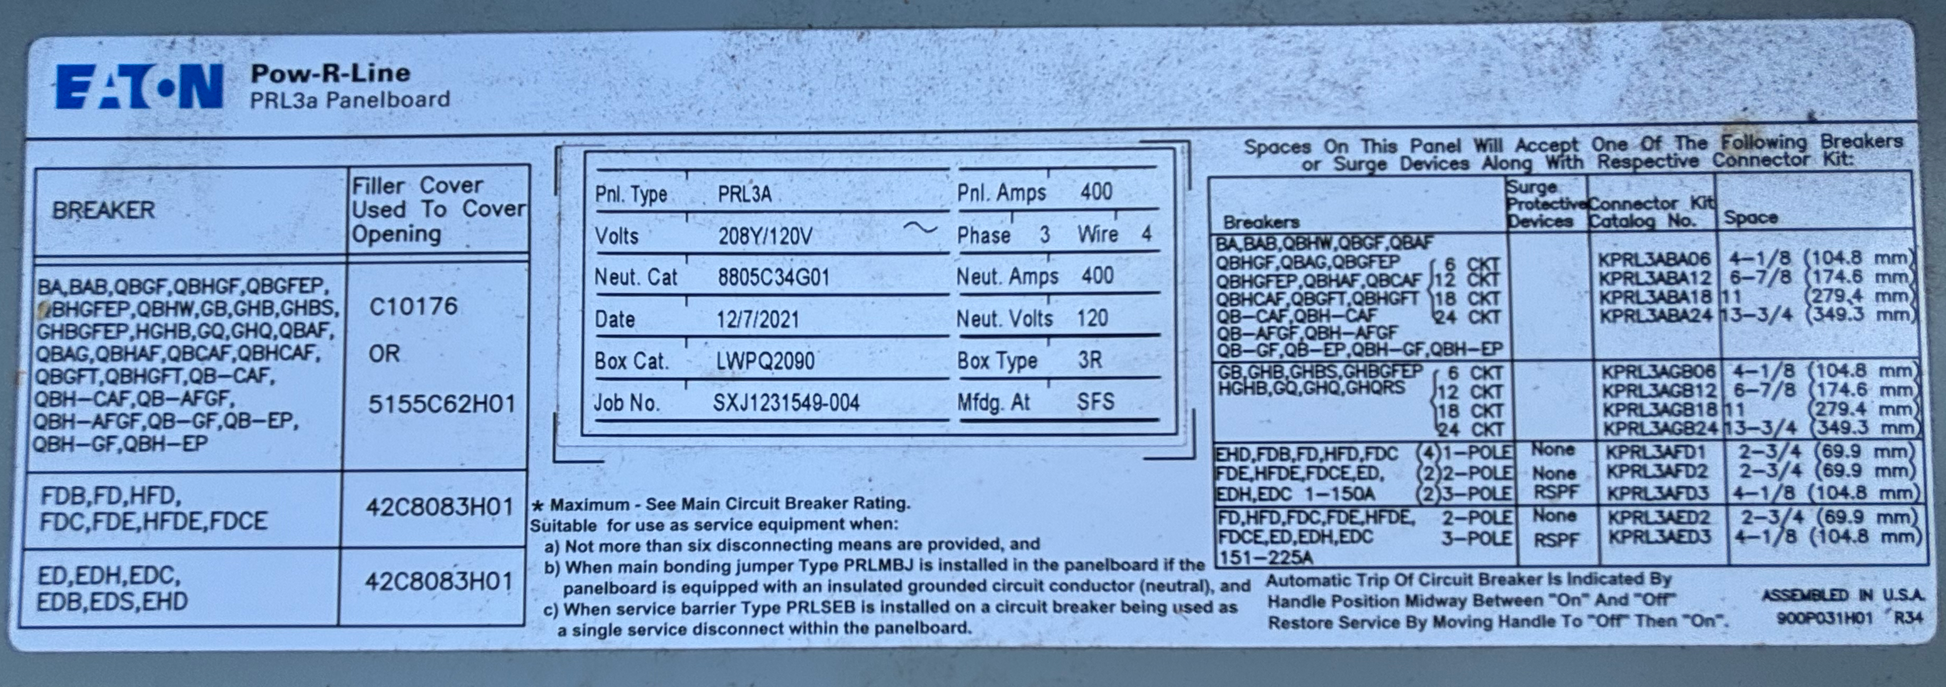 EATON
Pow-R-Line
PRL3a Panelboard
BREAKER
Filler Cover
Used To Cover
Opening
BA,BAB,QBGF,QBHGF,QBGFEP,
QBHGFEP,QBHW,GB,GHB,GHBS,
GHBGFEP,HGHB,GQ,GHQ,QBAF,
QBAG,QBHAF,QBCAF,QBHCAF,
QBGFT,QBHGFT,QB-CAF,
QBH-CAF,QB-AFGF,
QBH-AFGF,QB-GF,QB-EP,
QBH-GF,QBH-EP
C10176
OR
5155C62H01
FDB,FD,HFD,
FDC,FDE,HFDE,FDCE
42C8083H01
ED,EDH,EDC,
EDB,EDS,EHD
42C8083H01
Pnl. Type PRL3A Pnl. Amps 400
Volts 208Y/120V ~ Phase 3 Wire 4
Neut. Cat 8805C34G01 Neut. Amps 400
Date 12/7/2021 Neut. Volts 120
Box Cat. LWPQ2090 Box Type 3R
Job No. SXJ1231549-004 Mfdg. At SFS
* Maximum - See Main Circuit Breaker Rating.
Suitable for use as service equipment when:
a) Not more than six disconnecting means are provided, and
b) When main bonding jumper Type PRLMBJ is installed in the panelboard if the
panelboard is equipped with an insulated grounded circuit conductor (neutral), and
c) When service barrier Type PRLSEB is installed on a circuit breaker being used as
a single service disconnect within the panelboard.
Spaces On This Panel Will Accept One Of The Following Breakers
or Surge Devices Along With Respective Connector Kit:
Breakers
Surge
Protective
Devices
Connector Kit
Catalog No.
Space
BA,BAB,QBHW,QBGF,QBAF
QBHGF,QBAG,QBGFEP 6 CKT KPRL3ABA06 4-1/8 (104.8 mm)
QBHGFEP,QBHAF,QBCAF 12 CKT KPRL3ABA12 6-7/8 (174.6 mm)
QBHCAF,QBGFT,QBHGFT 18 CKT KPRL3ABA18 11 (279.4 mm)
QB-CAF,QBH-CAF 24 CKT KPRL3ABA24 13-3/4 (349.3 mm)
QB-AFGF,QBH-AFGF
QB-GF,QB-EP,QBH-GF,QBH-EP
GB,GHB,GHBS,GHBGFEP 6 CKT KPRL3AGB06 4-1/8 (104.8 mm)
HGHB,GQ,GHQ,GHQRS 12 CKT KPRL3AGB12 6-7/8 (174.6 mm)
18 CKT KPRL3AGB18 11 (279.4 mm)
24 CKT KPRL3AGB24 13-3/4 (349.3 mm)
EHD,FDB,FD,HFD,FDC (4)1-POLE None KPRL3AFD1 2-3/4 (69.9 mm)
FDE,HFDE,FDCE,ED, (2)2-POLE None KPRL3AFD2 2-3/4 (69.9 mm)
EDH,EDC 1-150A (2)3-POLE RSPF KPRL3AFD3 4-1/8 (104.8 mm)
FD,HFD,FDC,FDE,HFDE, 2-POLE None KPRL3AED2 2-3/4 (69.9 mm)
FDCE,ED,EDH,EDC 3-POLE RSPF KPRL3AED3 4-1/8 (104.8 mm)
151-225A
Automatic Trip Of Circuit Breaker Is Indicated By
Handle Position Midway Between "On" And "Off"
Restore Service By Moving Handle To "Off" Then "On".
ASSEMBLED IN U.S.A.
900P031H01 R34